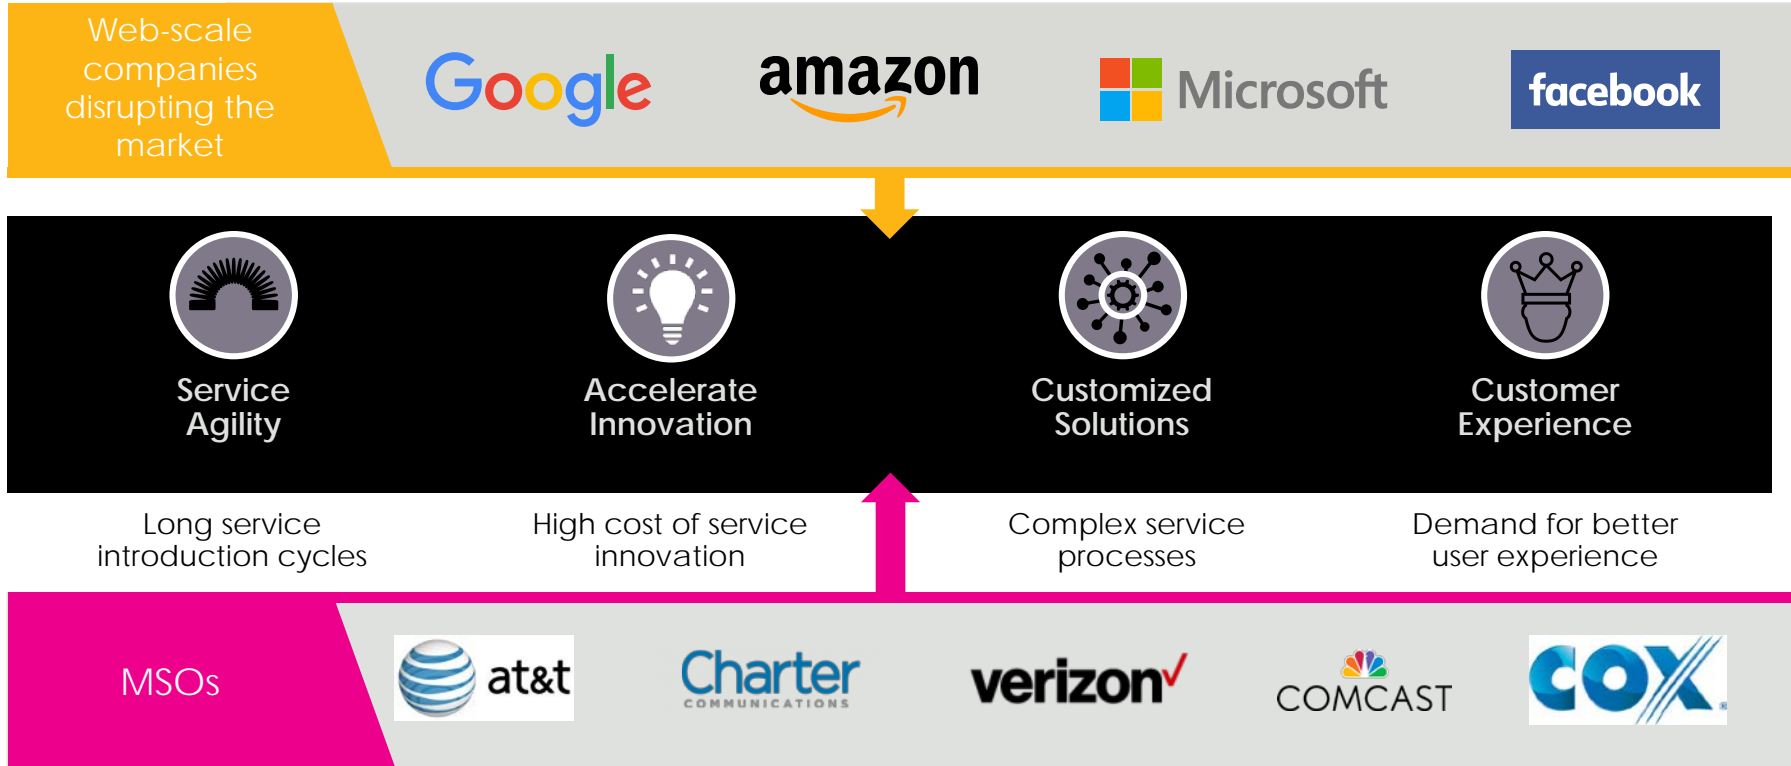 Web-scale
companies
disrupting the
market
Google
amazon
Microsoft
facebook
Service
Agility
Accelerate
Innovation
Customized
Solutions
Customer
Experience
Long service
introduction cycles
High cost of service
innovation
Complex service
processes
Demand for better
user experience
MSOs
at&t
Charter
COMMUNICATIONS
verizon
COMCAST
COX